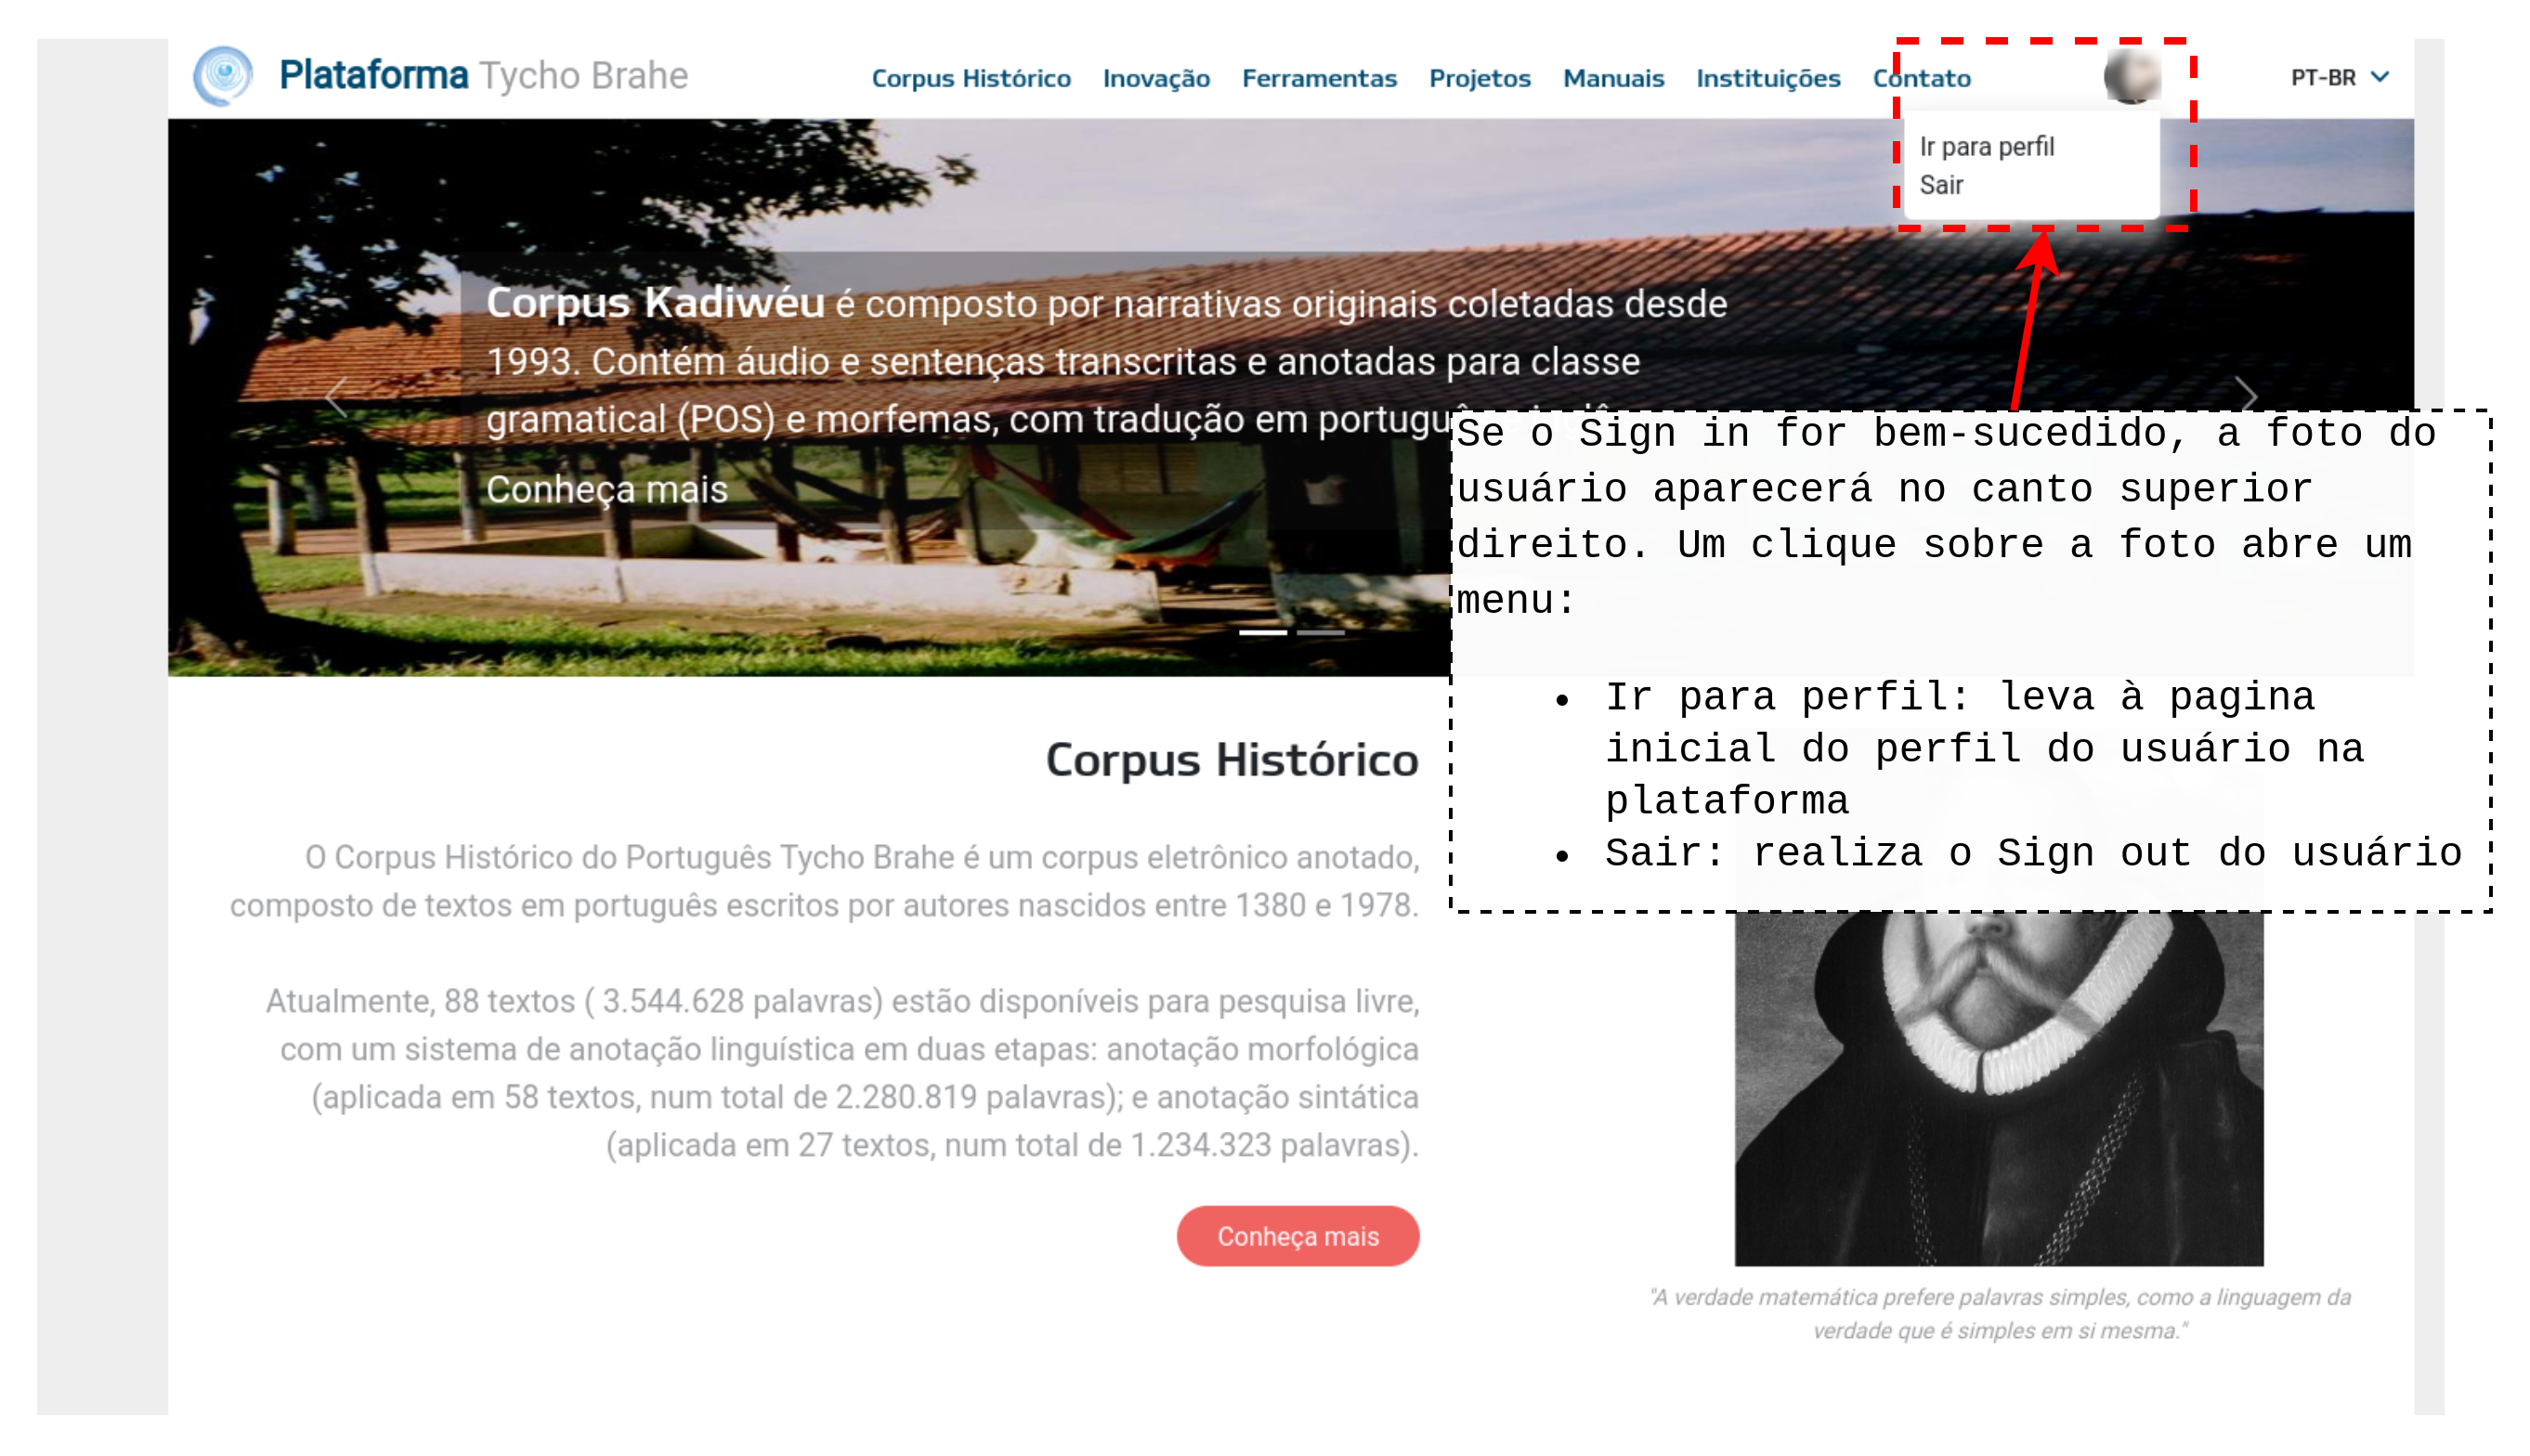 Plataforma Tycho Brahe
Corpus Histórico Inovação Ferramentas Projetos Manuais Instituições Contato
PT-BR
Ir para perfil
Sair
Corpus Kadiwéu é composto por narrativas originais coletadas desde
1993. Contém áudio e sentenças transcritas e anotadas para classe
gramatical (POS) e morfemas, com tradução em
Conheça mais
Se o Sign in for bem-sucedido, a foto do
usuário aparecerá no canto superior
direito. Um clique sobre a foto abre um
menu:
• Ir para perfil: leva à pagina
inicial do perfil do usuário na
plataforma
• Sair: realiza o Sign out do usuário
Corpus Histórico
O Corpus Histórico do Português Tycho Brahe é um corpus eletrônico anotado,
composto de textos em português escritos por autores nascidos entre 1380 e 1978.
Atualmente, 88 textos ( 3.544.628 palavras) estão disponíveis para pesquisa livre,
com um sistema de anotação linguística em duas etapas: anotação morfológica
(aplicada em 58 textos, num total de 2.280.819 palavras); e anotação sintática
(aplicada em 27 textos, num total de 1.234.323 palavras).
Conheça mais
"A verdade matemática prefere palavras simples, como a linguagem da
verdade que é simples em si mesma."